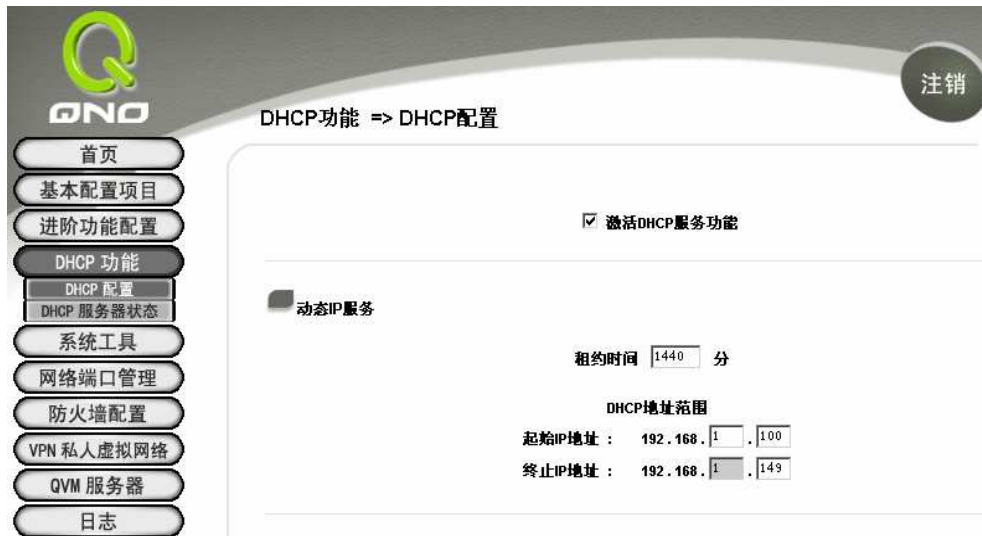 QNO
注销
DHCP功能 => DHCP配置
首页
基本配置项目
进阶功能配置
DHCP 功能
DHCP 配置
DHCP 服务器状态
系统工具
网络端口管理
防火墙配置
VPN 私人虚拟网络
QVM 服务器
日志
激活DHCP服务功能
动态IP服务
租约时间 1440 分
DHCP地址范围
起始IP地址 : 192.168.1.100
终止IP地址 : 192.168.1.149